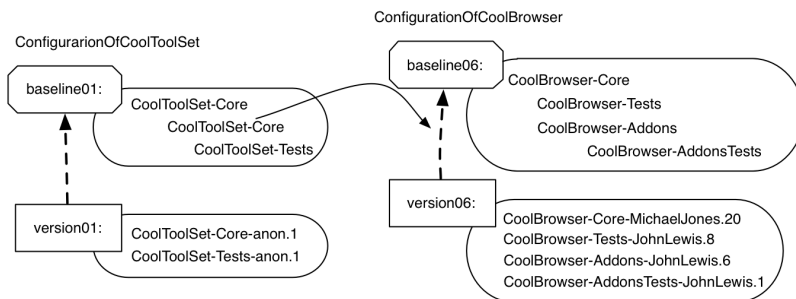 ConfigurarionOfCoolToolSet
baseline01:
CoolToolSet-Core
CoolToolSet-Core
CoolToolSet-Tests
version01:
CoolToolSet-Core-anon.1
CoolToolSet-Tests-anon.1
ConfigurationOfCoolBrowser
baseline06:
CoolBrowser-Core
CoolBrowser-Tests
CoolBrowser-Addons
CoolBrowser-AddonsTests
version06:
CoolBrowser-Core-MichaelJones.20
CoolBrowser-Tests-JohnLewis.8
CoolBrowser-Addons-JohnLewis.6
CoolBrowser-AddonsTests-JohnLewis.1